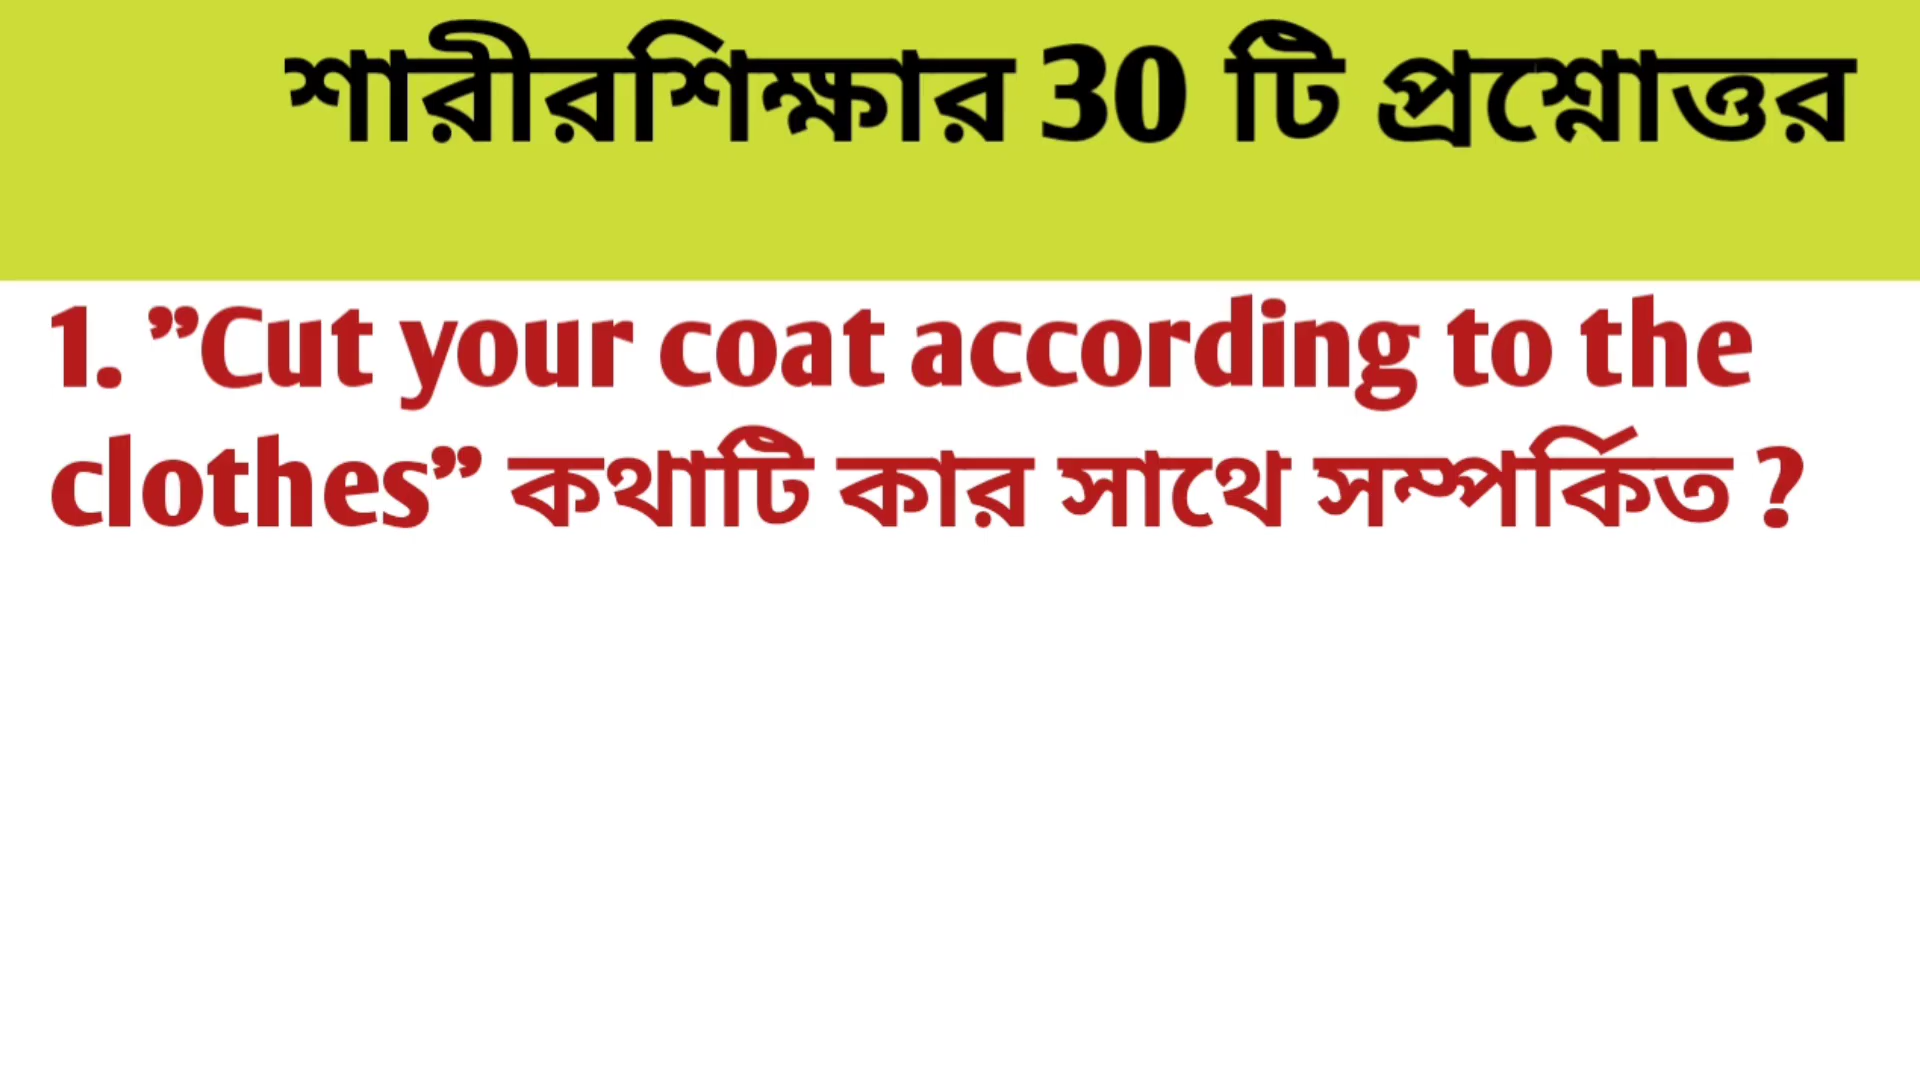 শারীরশিক্ষার 30 টি প্রশ্নোত্তর
1. ”Cut your coat according to the
clothes” কথাটি কার সাথে সম্পর্কিত ?